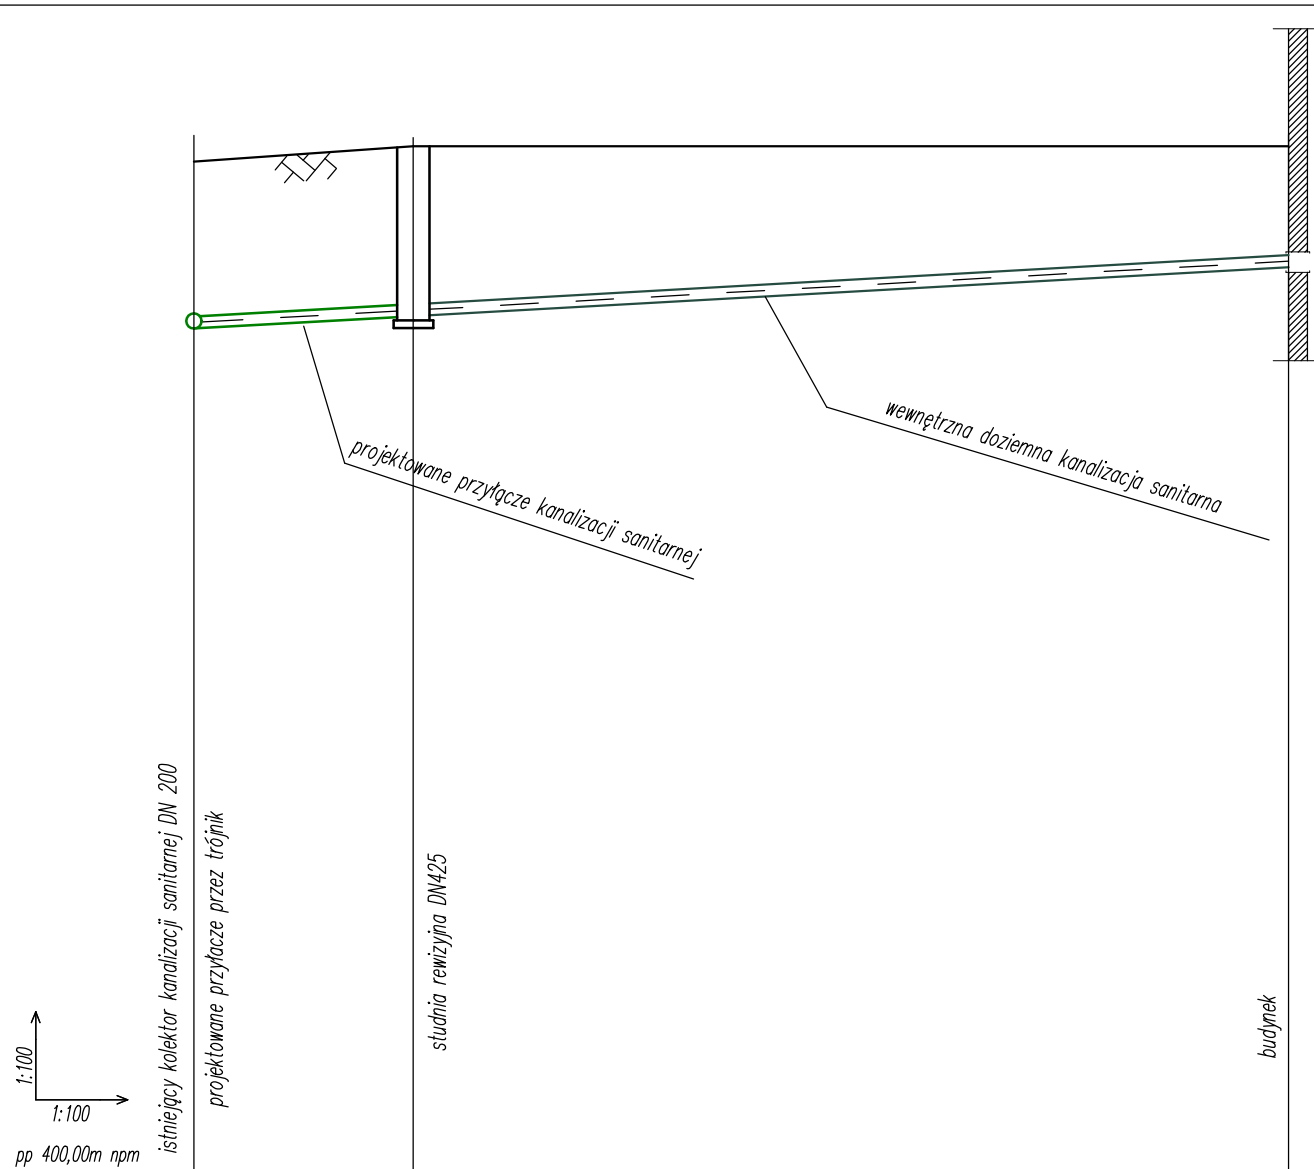 projektowane przyłącze kanalizacji sanitarnej
wewnętrzna doziemna kanalizacja sanitarna
istniejący kolektor kanalizacji sanitarnej DN 200
projektowane przyłacze przez trójnik
studnia rewizyjna DN425
budynek
1:100
1:100
pp 400,00m npm